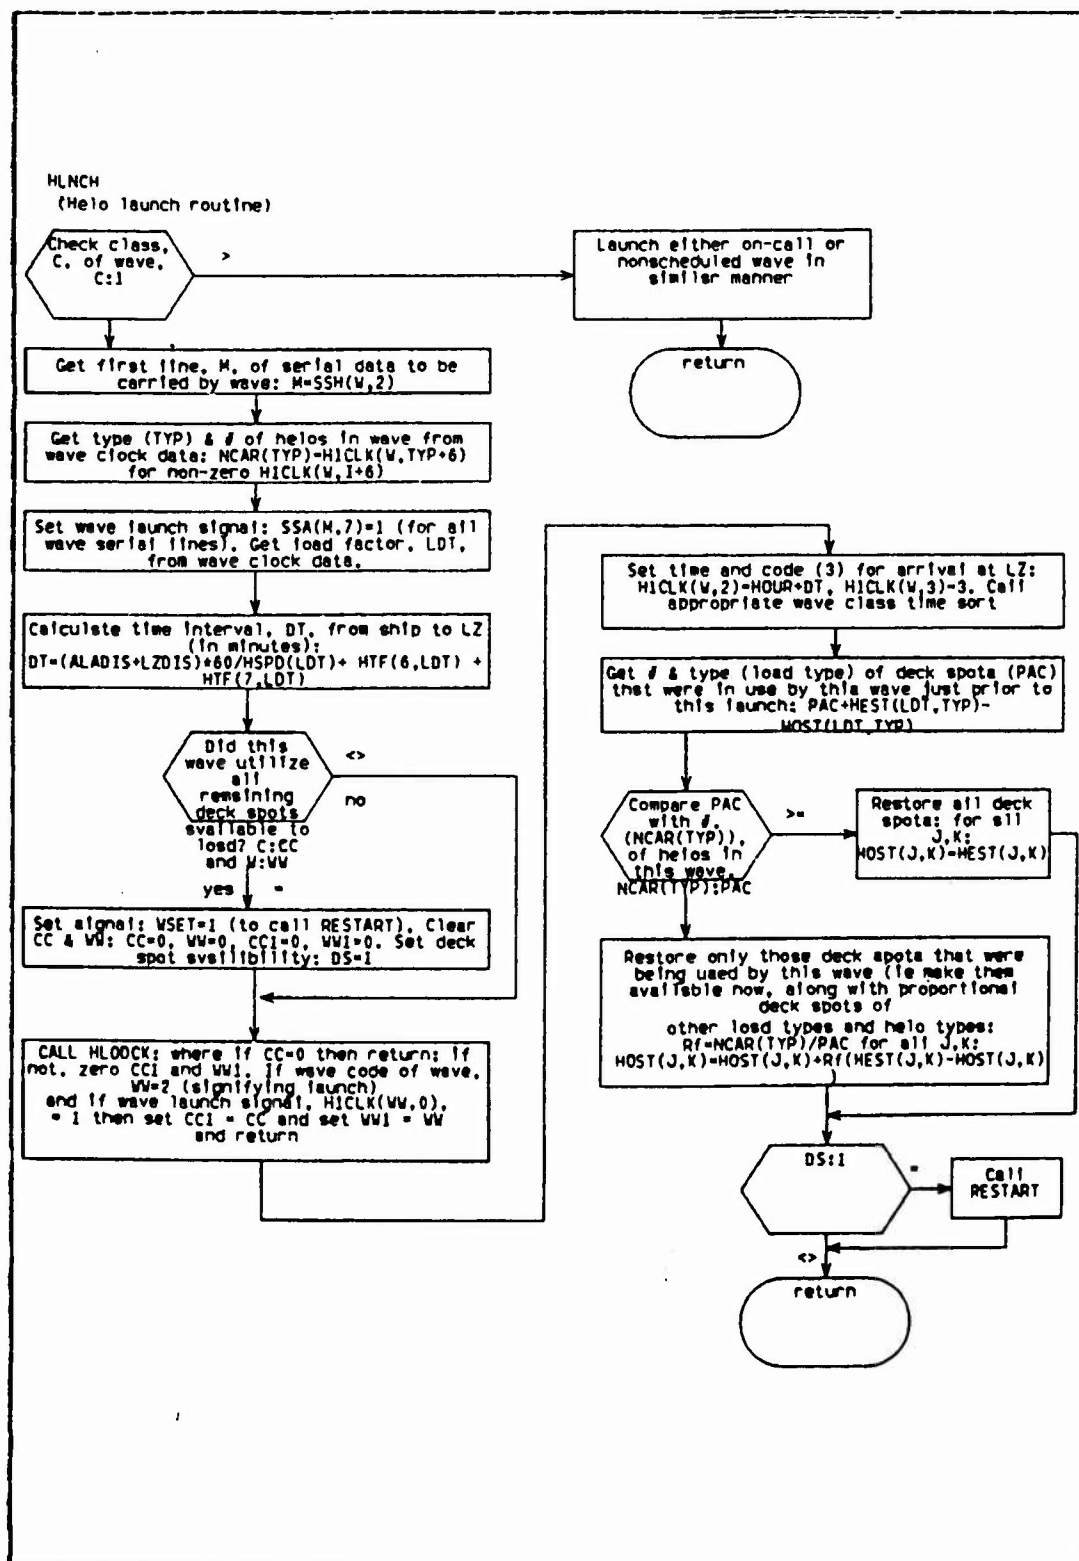 HLNCH
(Helo launch routine)
Check class,
C, of wave,
C:1
>
Launch either on-call or
nonscheduled wave in
similar manner
return
Get first line, M, of serial data to be
carried by wave: M=SSH(W,2)
Get type (TYP) & # of helos in wave from
wave clock data: NCAR(TYP)=H1CLK(W,TYP+6)
for non-zero H1CLK(W,I+6)
Set wave launch signal: SSA(M,7)=1 (for all
wave serial lines). Get load factor, LDT,
from wave clock data.
Calculate time interval, DT, from ship to LZ
(in minutes):
DT=(ALADIS+LZDIS)*60/HSPD(LDT)+ HTF(6,LDT) +
HTF(7,LDT)
Did this
wave utilize
all
remaining
deck spots
available to
load? C:CC
and W:WW
<>
no
yes =
Set signal: WSET=1 (to call RESTART). Clear
CC & WW: CC=0, WW=0, CC1=0, WW1=0. Set deck
spot availibility: DS=1
CALL HLODCK: where if CC=0 then return; if
not, zero CC1 and WW1. If wave code of wave,
WW=2 (signifying launch)
and if wave launch signal, H1CLK(WW,0),
= 1 then set CC1 = CC and set WW1 = WW
and return
Set time and code (3) for arrival at LZ:
H1CLK(W,2)=HOUR+DT, H1CLK(W,3)=3. Call
appropriate wave class time sort
Get # & type (load type) of deck spots (PAC)
that were in use by this wave just prior to
this launch: PAC+HEST(LDT,TYP)-
HOST(LDT,TYP)
Compare PAC
with #,
(NCAR(TYP)),
of helos in
this wave,
NCAR(TYP):PAC
>=
Restore all deck
spots: for all
J,K:
HOST(J,K)=HEST(J,K)
Restore only those deck spots that were
being used by this wave (ie make them
available now, along with proportional
deck spots of
other load types and helo types:
Rf=NCAR(TYP)/PAC for all J,K:
HOST(J,K)=HOST(J,K)+Rf(HEST(J,K)-HOST(J,K)
)
DS:1
=
Call
RESTART
<>
return